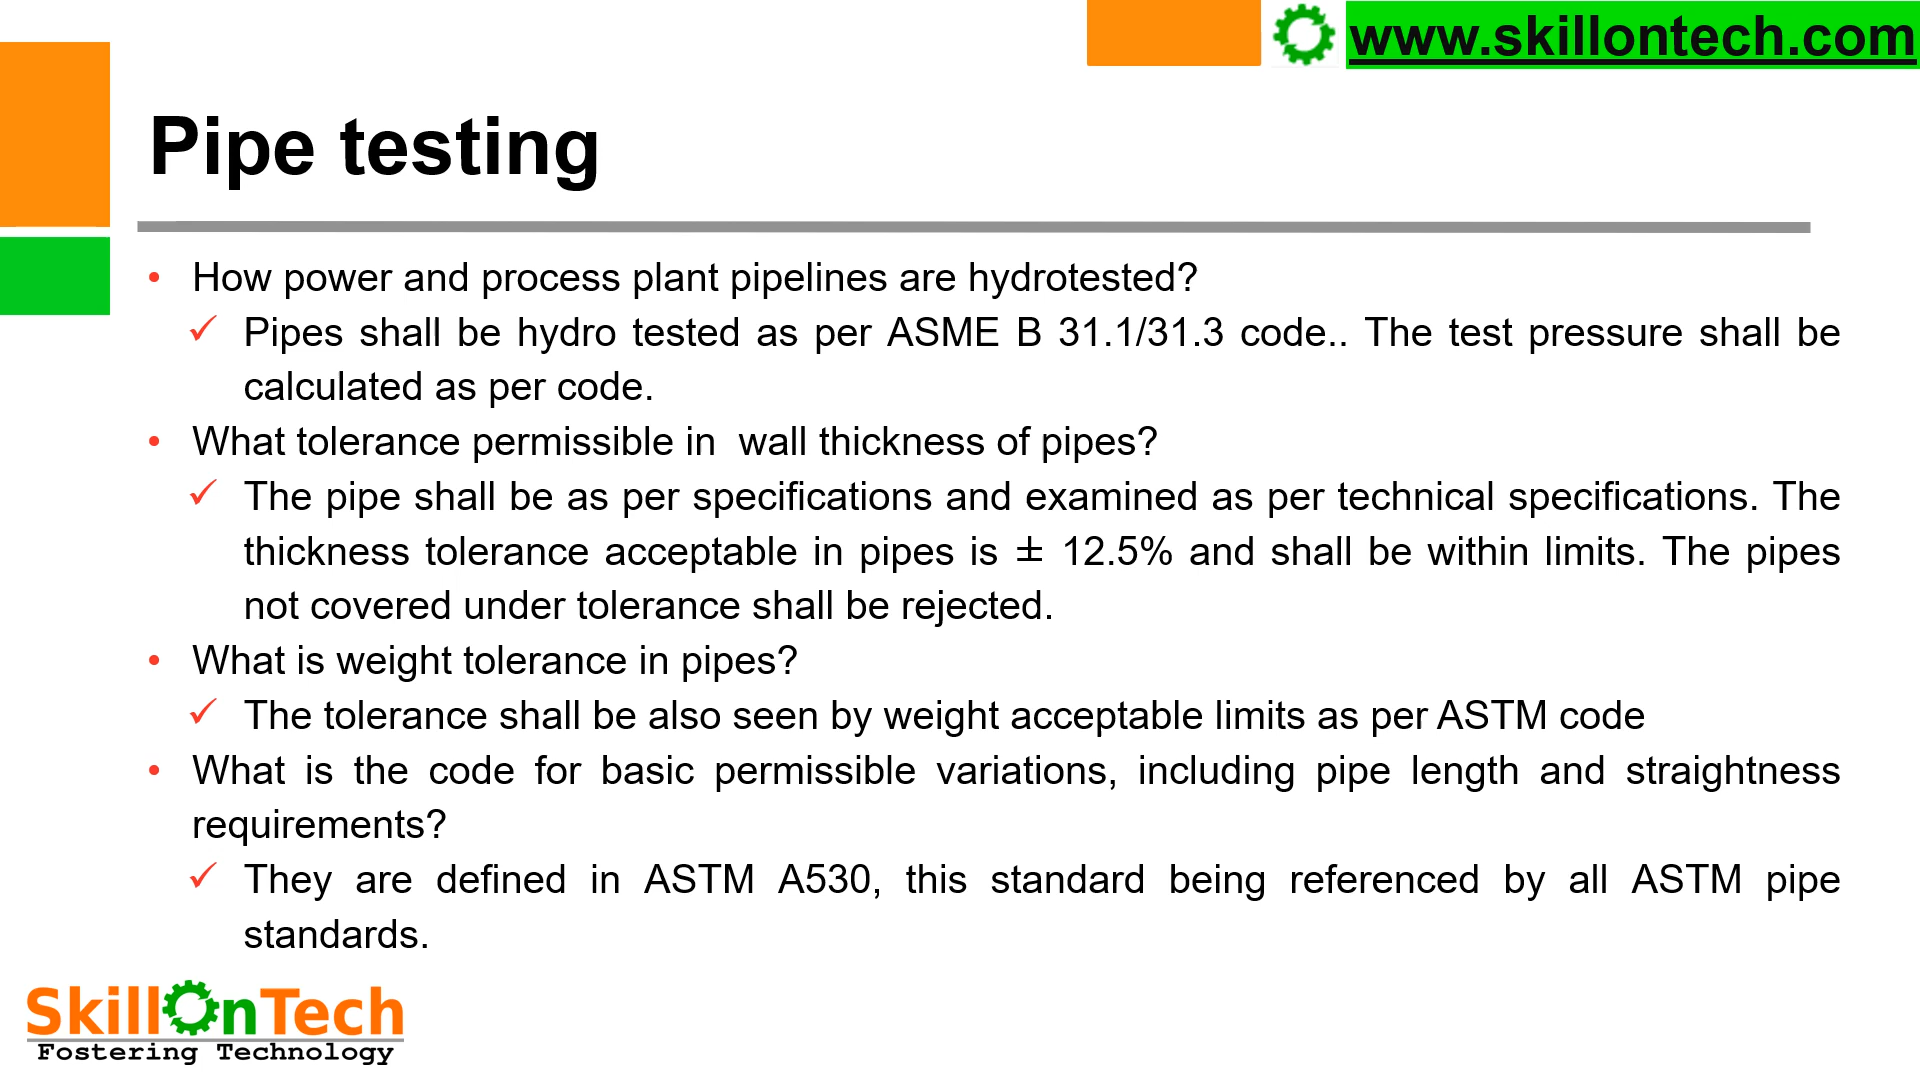 www.skillontech.com
Pipe testing
• How power and process plant pipelines are hydrotested?
✓ Pipes shall be hydro tested as per ASME B 31.1/31.3 code.. The test pressure shall be
calculated as per code.
• What tolerance permissible in  wall thickness of pipes?
✓ The pipe shall be as per specifications and examined as per technical specifications. The
thickness tolerance acceptable in pipes is ± 12.5% and shall be within limits. The pipes
not covered under tolerance shall be rejected.
• What is weight tolerance in pipes?
✓ The tolerance shall be also seen by weight acceptable limits as per ASTM code
• What is the code for basic permissible variations, including pipe length and straightness
requirements?
✓ They are defined in ASTM A530, this standard being referenced by all ASTM pipe
standards.
SkillOnTech
Fostering Technology